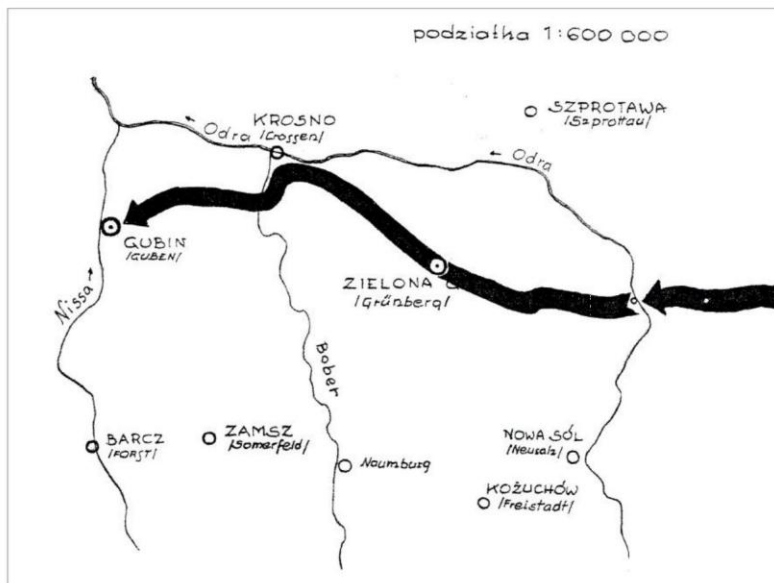 podziałka 1:600 000
KROSNO
/Crossen/
SZPROTAWA
/Szprottau/
← Odra
← Odra
GUBIN
/GUBEN/
ZIELONA G
/Grünberg/
Nissa →
Bober
BARCZ
/FORST/
ZAMSZ
/Somerfeld/
Naumburg
NOWA SÓL
/Neusalz/
KOŻUCHÓW
/Freistadt/